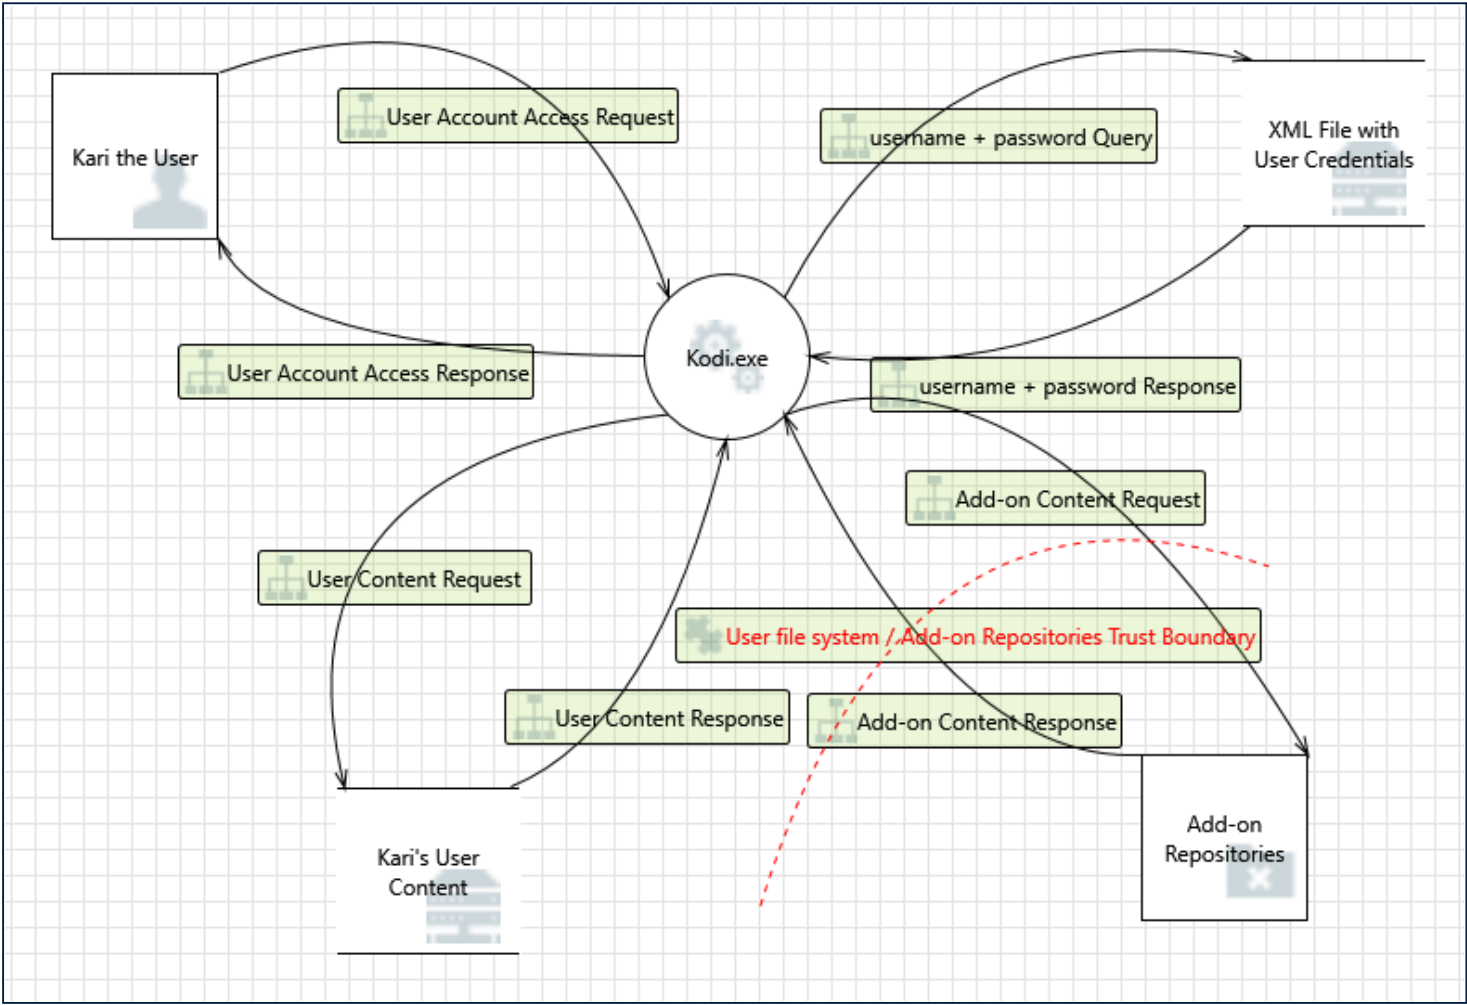 User Account Access Request
username + password Query
XML File with
User Credentials
Kari the User
Kodi.exe
User Account Access Response
username + password Response
Add-on Content Request
User Content Request
User file system / Add-on Repositories Trust Boundary
User Content Response
Add-on Content Response
Add-on
Repositories
Kari's User
Content